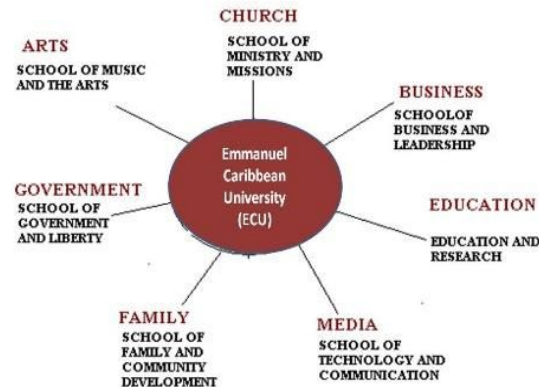 CHURCH
SCHOOL OF
MINISTRY AND
MISSIONS
ARTS
SCHOOL OF MUSIC
AND THE ARTS
BUSINESS
SCHOOLOF
BUSINESS AND
LEADERSHIP
Emmanuel
Caribbean
University
(ECU)
GOVERNMENT
SCHOOL OF
GOVERNMENT
AND LIBERTY
EDUCATION
EDUCATION AND
RESEARCH
FAMILY
SCHOOL OF
FAMILY AND
COMMUNITY
DEVELOPMENT
MEDIA
SCHOOL OF
TECHNOLOGY AND
COMMUNICATION